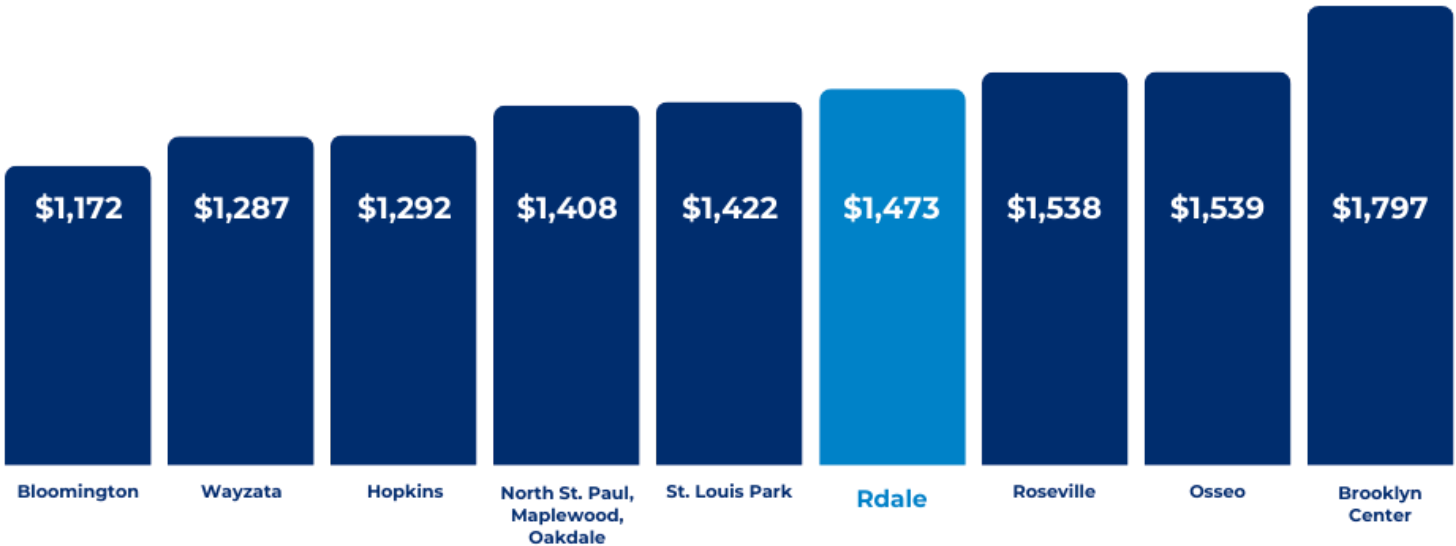 $1,172
$1,287
$1,292
$1,408
$1,422
$1,473
$1,538
$1,539
$1,797
Bloomington
Wayzata
Hopkins
North St. Paul,
Maplewood,
Oakdale
St. Louis Park
Rdale
Roseville
Osseo
Brooklyn
Center